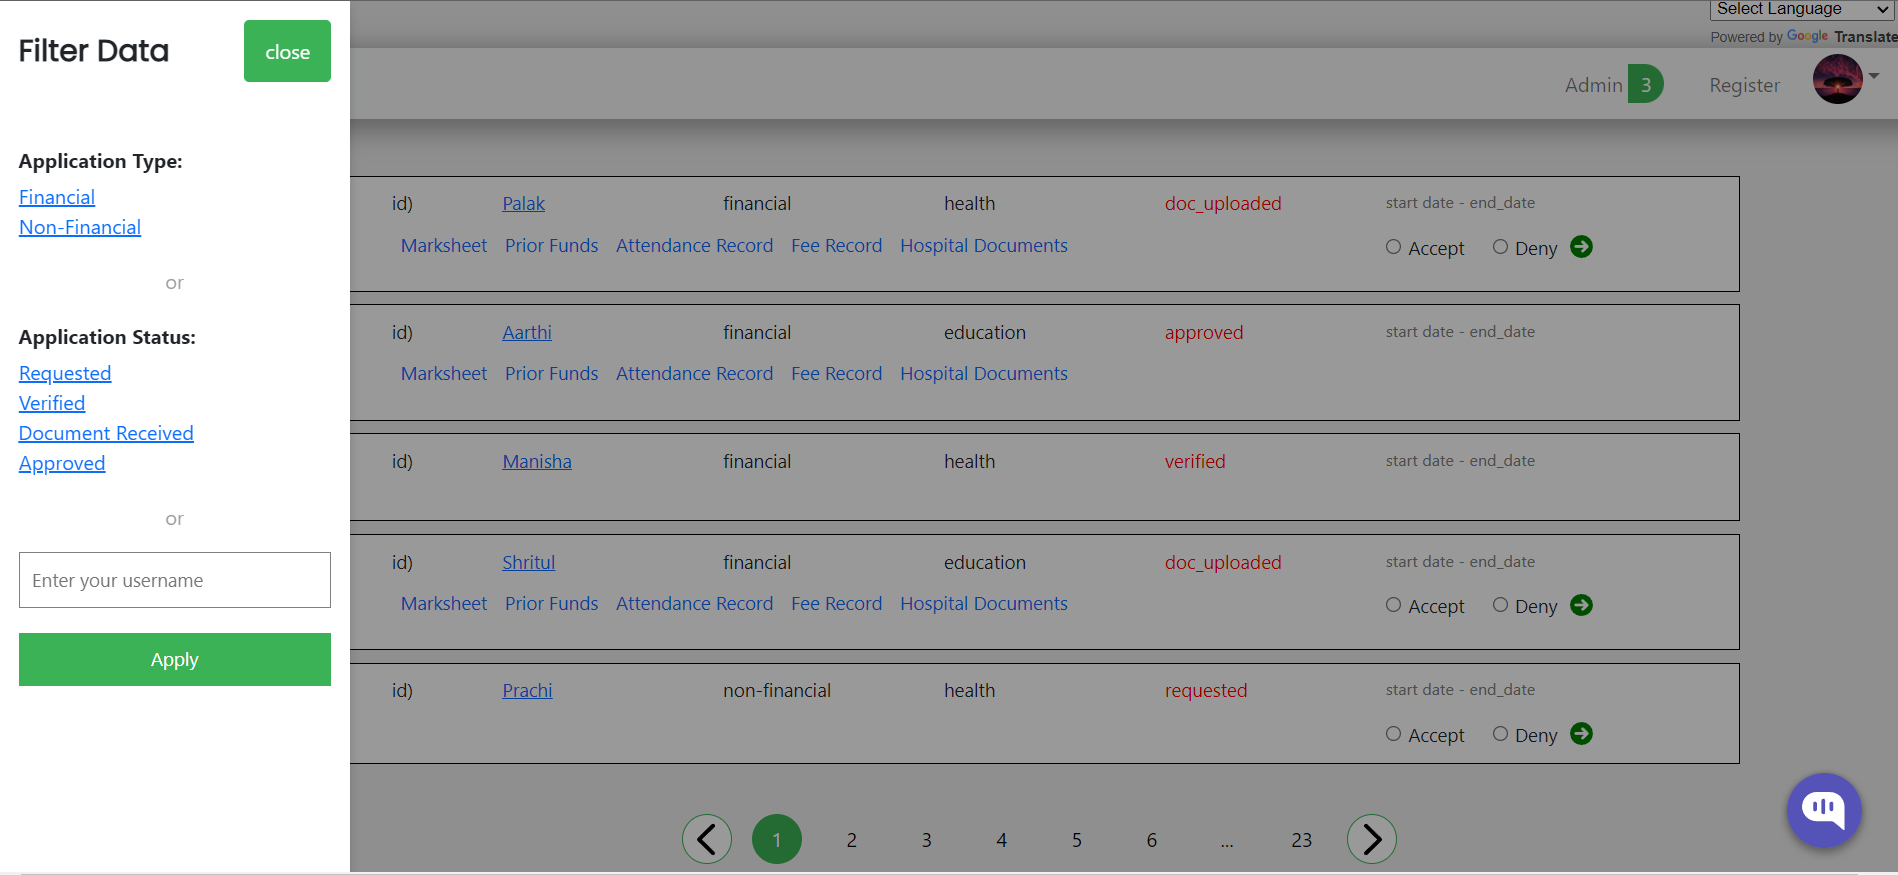 Select Language
Powered by Google Translate
Filter Data
close
Admin 3 Register
Application Type:
Financial
Non-Financial
or
Application Status:
Requested
Verified
Document Received
Approved
or
Enter your username
Apply
id) Palak financial health doc_uploaded start date - end_date
Marksheet Prior Funds Attendance Record Fee Record Hospital Documents Accept Deny
id) Aarthi financial education approved start date - end_date
Marksheet Prior Funds Attendance Record Fee Record Hospital Documents
id) Manisha financial health verified start date - end_date
id) Shritul financial education doc_uploaded start date - end_date
Marksheet Prior Funds Attendance Record Fee Record Hospital Documents Accept Deny
id) Prachi non-financial health requested start date - end_date
Accept Deny
1 2 3 4 5 6 ... 23